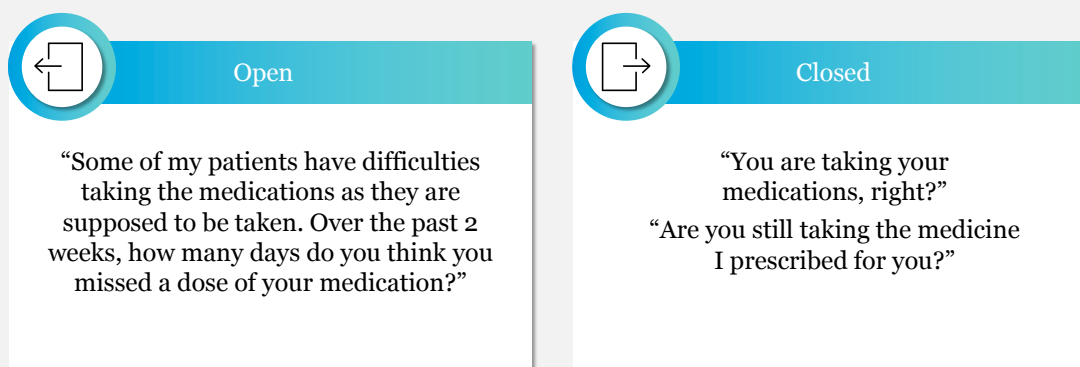 Open
“Some of my patients have difficulties
taking the medications as they are
supposed to be taken. Over the past 2
weeks, how many days do you think you
missed a dose of your medication?”
Closed
“You are taking your
medications, right?”
“Are you still taking the medicine
I prescribed for you?”